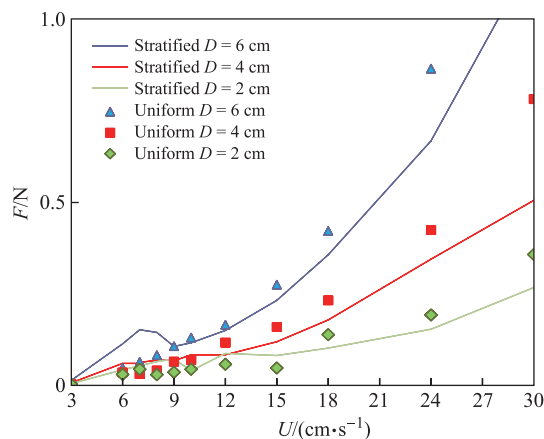 1.0
Stratified D = 6 cm
Stratified D = 4 cm
Stratified D = 2 cm
Uniform D = 6 cm
Uniform D = 4 cm
Uniform D = 2 cm
F/N
0.5
0
3 6 9 12 15 18 21 24 27 30
U/(cm•s⁻¹)